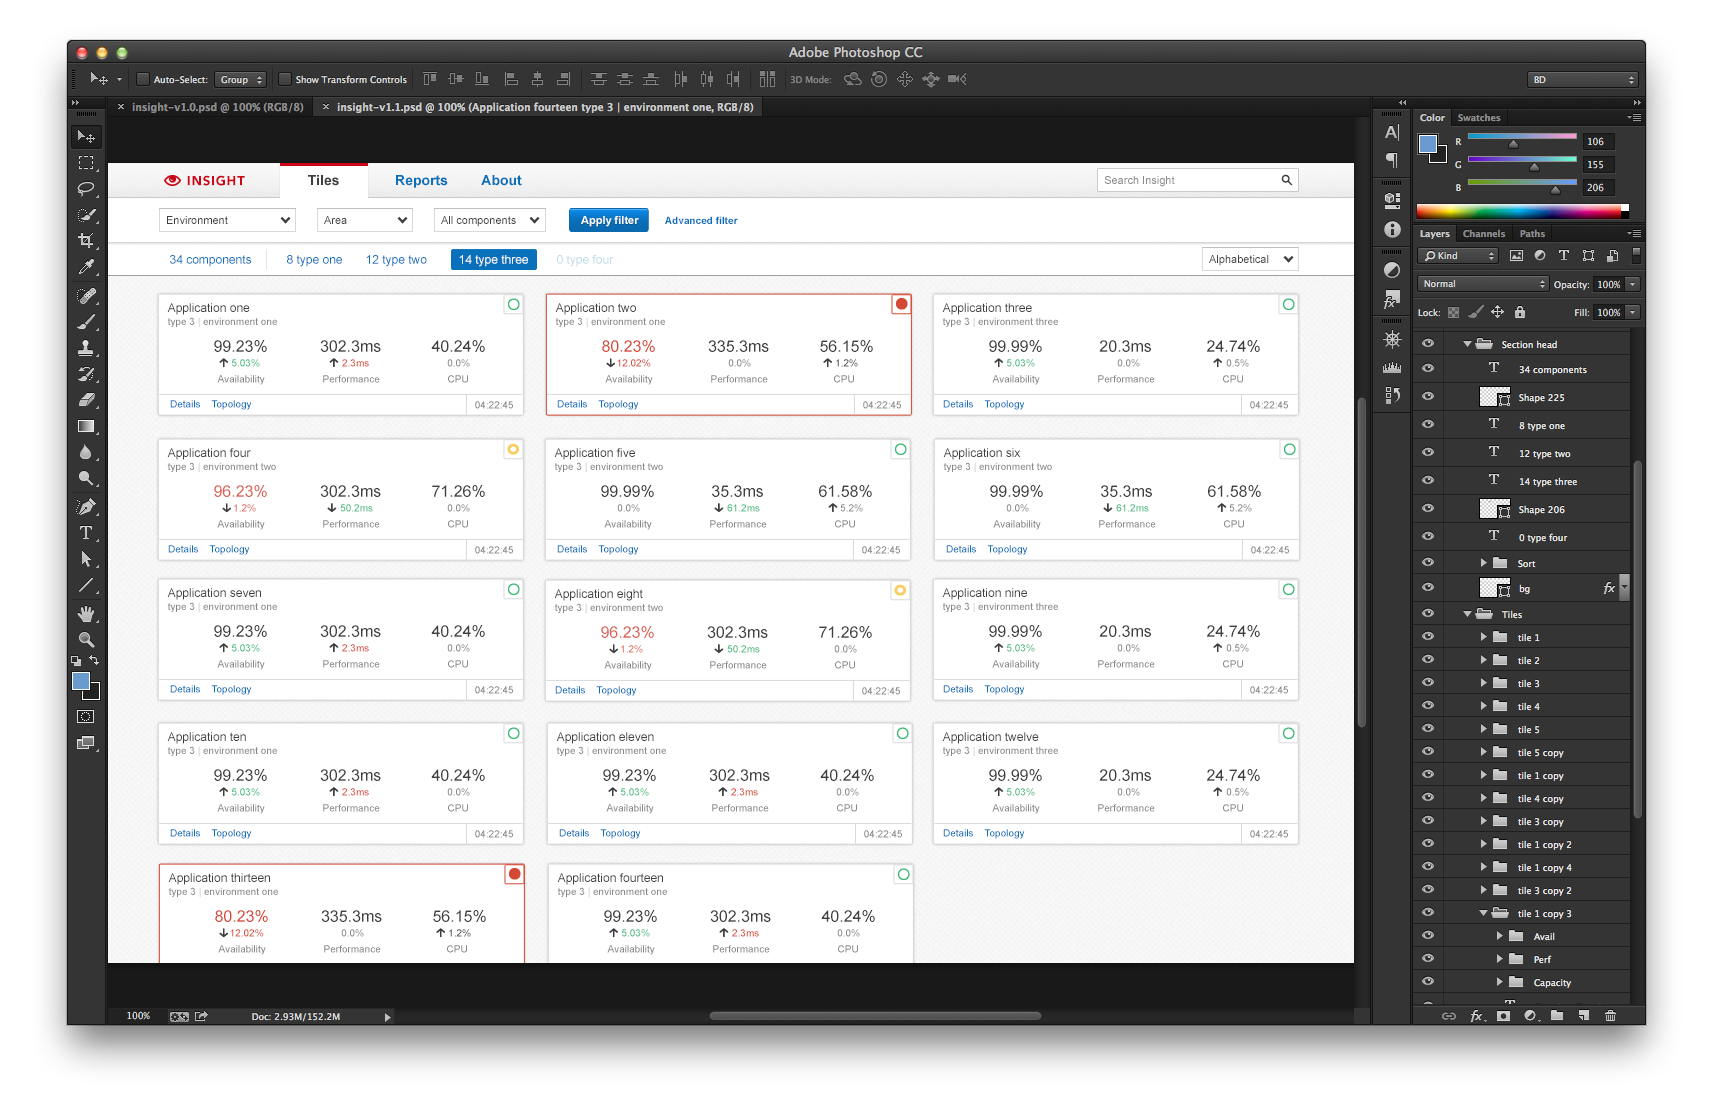 Adobe Photoshop CC
Auto-Select: Group Show Transform Controls 3D Mode: BD
× insight-v1.0.psd @ 100% (RGB/8) × insight-v1.1.psd @ 100% (Application fourteen type 3 | environment one, RGB/8)
INSIGHT Tiles Reports About Search Insight
Environment Area All components Apply filter Advanced filter
34 components 8 type one 12 type two 14 type three 0 type four Alphabetical
Application one
type 3 | environment one
99.23% 302.3ms 40.24%
5.03% 2.3ms 0.0%
Availability Performance CPU
Details Topology 04:22:45
Application two
type 3 | environment one
80.23% 335.3ms 56.15%
12.02% 0.0% 1.2%
Availability Performance CPU
Details Topology 04:22:45
Application three
type 3 | environment three
99.99% 20.3ms 24.74%
5.03% 0.0% 0.5%
Availability Performance CPU
Details Topology 04:22:45
Application four
type 3 | environment two
96.23% 302.3ms 71.26%
1.2% 50.2ms 0.0%
Availability Performance CPU
Details Topology 04:22:45
Application five
type 3 | environment two
99.99% 35.3ms 61.58%
0.0% 61.2ms 5.2%
Availability Performance CPU
Details Topology 04:22:45
Application six
type 3 | environment two
99.99% 35.3ms 61.58%
0.0% 61.2ms 5.2%
Availability Performance CPU
Details Topology 04:22:45
Application seven
type 3 | environment one
99.23% 302.3ms 40.24%
5.03% 2.3ms 0.0%
Availability Performance CPU
Details Topology 04:22:45
Application eight
type 3 | environment two
96.23% 302.3ms 71.26%
1.2% 50.2ms 0.0%
Availability Performance CPU
Details Topology 04:22:45
Application nine
type 3 | environment three
99.99% 20.3ms 24.74%
5.03% 0.0% 0.5%
Availability Performance CPU
Details Topology 04:22:45
Application ten
type 3 | environment one
99.23% 302.3ms 40.24%
5.03% 2.3ms 0.0%
Availability Performance CPU
Details Topology 04:22:45
Application eleven
type 3 | environment one
99.23% 302.3ms 40.24%
5.03% 2.3ms 0.0%
Availability Performance CPU
Details Topology 04:22:45
Application twelve
type 3 | environment three
99.99% 20.3ms 24.74%
5.03% 0.0% 0.5%
Availability Performance CPU
Details Topology 04:22:45
Application thirteen
type 3 | environment one
80.23% 335.3ms 56.15%
12.02% 0.0% 1.2%
Availability Performance CPU
Application fourteen
type 3 | environment one
99.23% 302.3ms 40.24%
5.03% 2.3ms 0.0%
Availability Performance CPU
100% Doc: 2.93M/152.2M
Color Swatches
R 106
G 155
B 206
Layers Channels Paths
Kind
Normal Opacity: 100%
Lock: Fill: 100%
Section head
T 34 components
Shape 225
T 8 type one
T 12 type two
T 14 type three
Shape 206
T 0 type four
Sort
bg fx
Tiles
tile 1
tile 2
tile 3
tile 4
tile 5
tile 5 copy
tile 1 copy
tile 4 copy
tile 3 copy
tile 1 copy 2
tile 1 copy 4
tile 3 copy 2
tile 1 copy 3
Avail
Perf
Capacity
fx